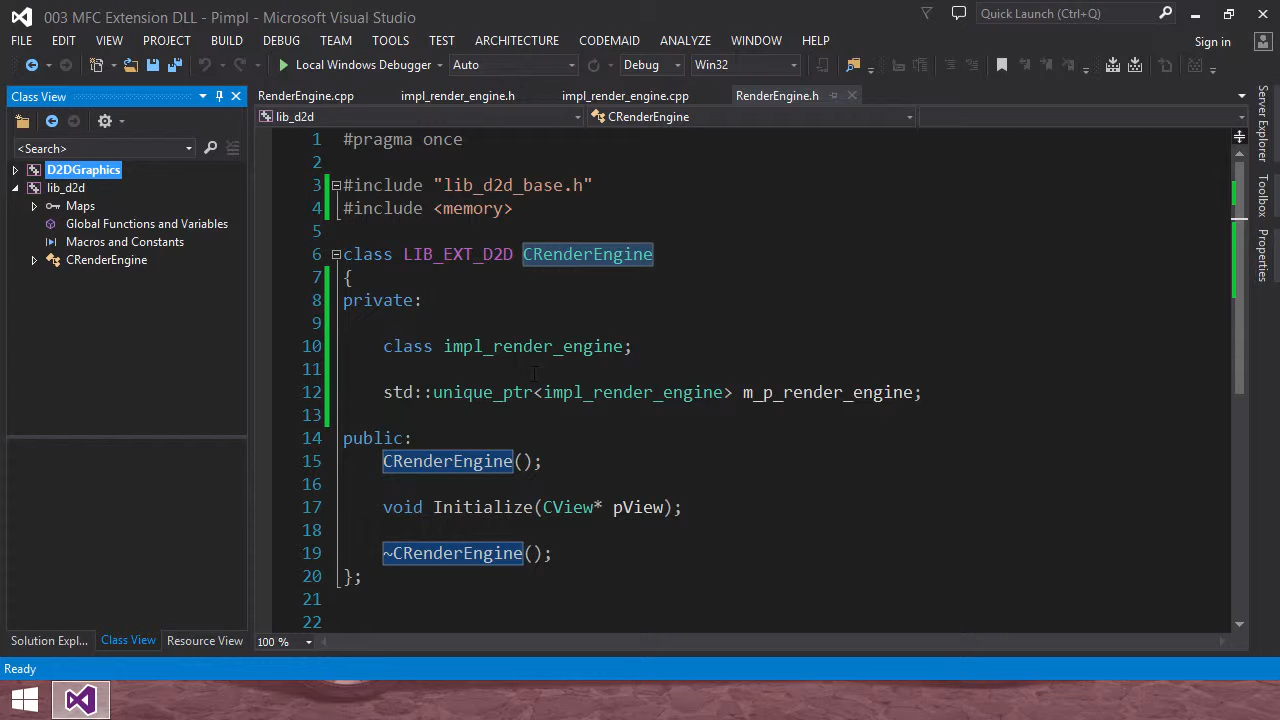 003 MFC Extension DLL - Pimpl - Microsoft Visual Studio
Quick Launch (Ctrl+Q)
FILE EDIT VIEW PROJECT BUILD DEBUG TEAM TOOLS TEST ARCHITECTURE CODEMAID ANALYZE WINDOW HELP
Sign in
Local Windows Debugger Auto Debug Win32
Class View
RenderEngine.cpp impl_render_engine.h impl_render_engine.cpp RenderEngine.h
lib_d2d CRenderEngine
<Search>
D2DGraphics
lib_d2d
Maps
Global Functions and Variables
Macros and Constants
CRenderEngine
1 #pragma once
2
3 #include "lib_d2d_base.h"
4 #include <memory>
5
6 class LIB_EXT_D2D CRenderEngine
7 {
8 private:
9
10 class impl_render_engine;
11
12 std::unique_ptr<impl_render_engine> m_p_render_engine;
13
14 public:
15 CRenderEngine();
16
17 void Initialize(CView* pView);
18
19 ~CRenderEngine();
20 };
21
22
Server Explorer
Toolbox
Properties
Solution Expl... Class View Resource View
100 %
Ready